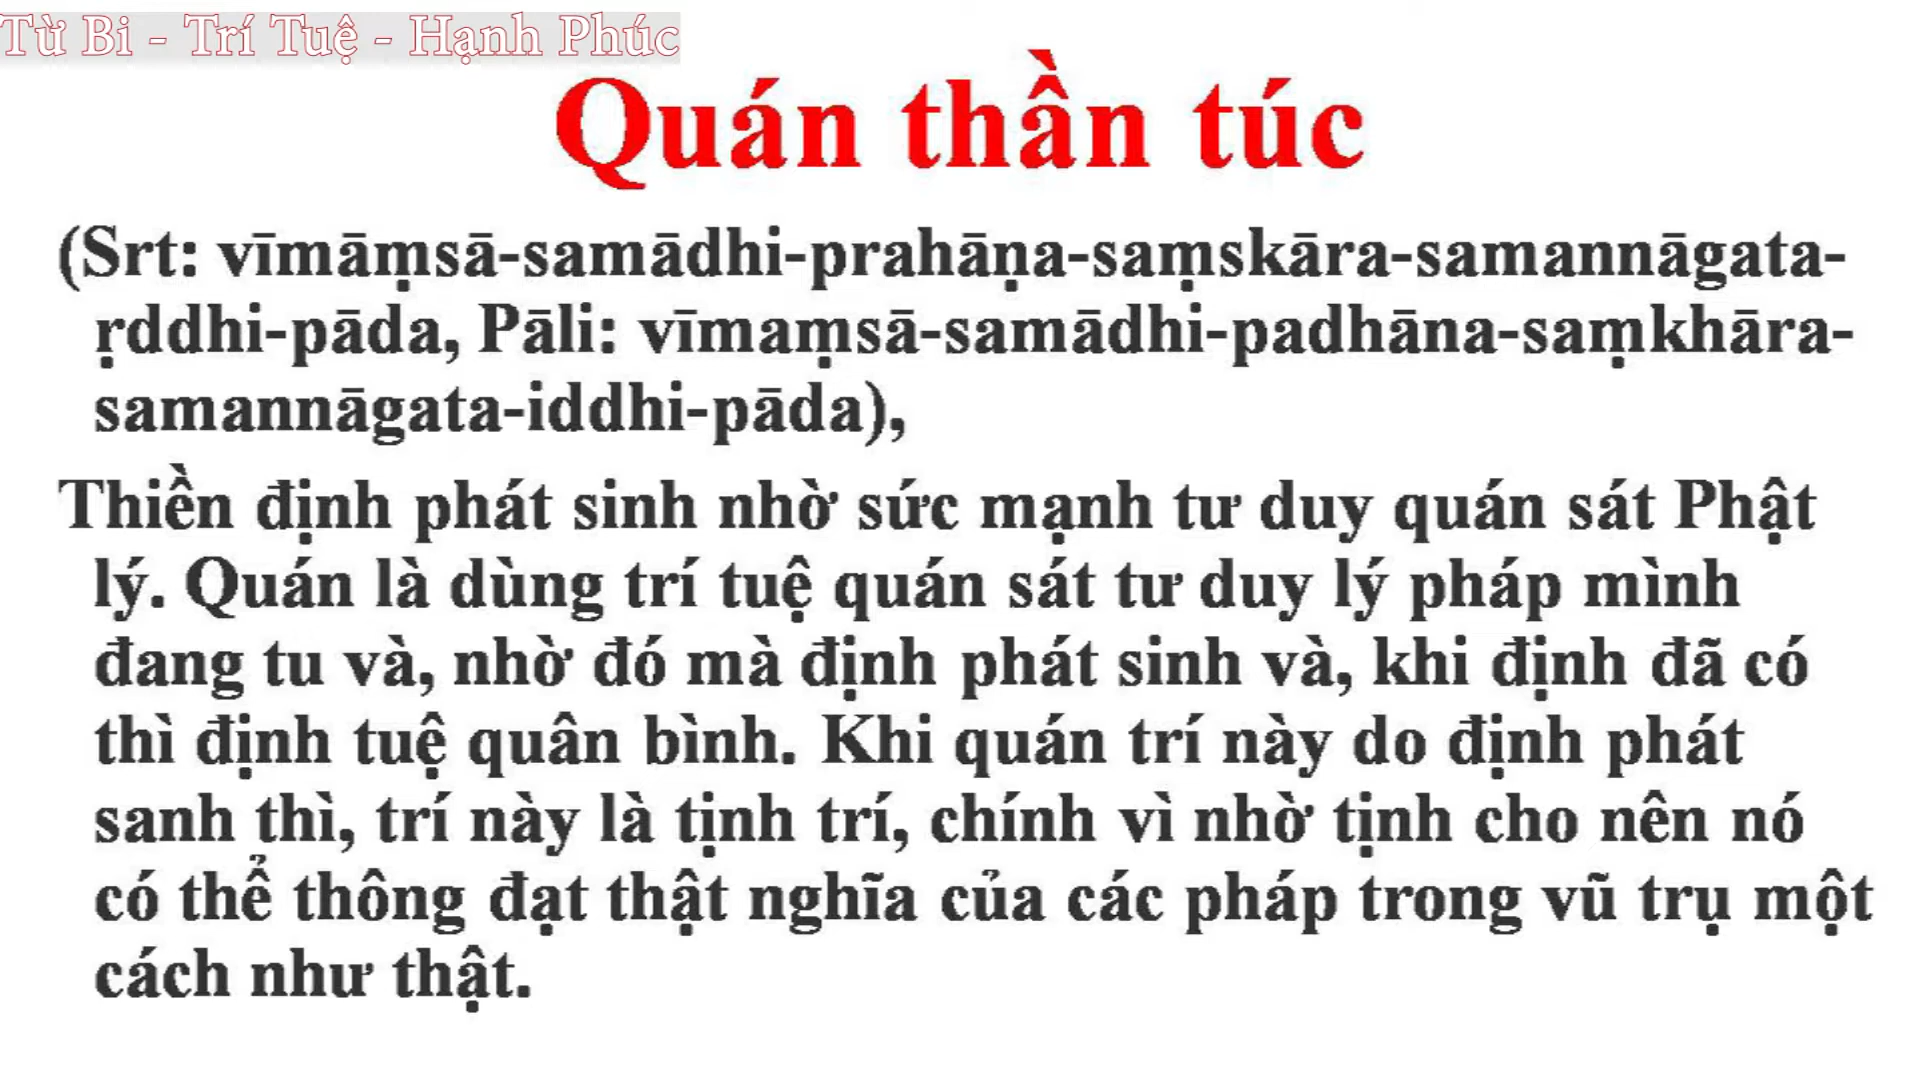 Từ Bi - Trí Tuệ - Hạnh Phúc
Quán thần túc
(Srt: vīmāṃsā-samādhi-prahāṇa-saṃskāra-samannāgata-
ṛddhi-pāda, Pāli: vīmaṃsā-samādhi-padhāna-saṃkhāra-
samannāgata-iddhi-pāda),
Thiền định phát sinh nhờ sức mạnh tư duy quán sát Phật
lý. Quán là dùng trí tuệ quán sát tư duy lý pháp mình
đang tu và, nhờ đó mà định phát sinh và, khi định đã có
thì định tuệ quân bình. Khi quán trí này do định phát
sanh thì, trí này là tịnh trí, chính vì nhờ tịnh cho nên nó
có thể thông đạt thật nghĩa của các pháp trong vũ trụ một
cách như thật.